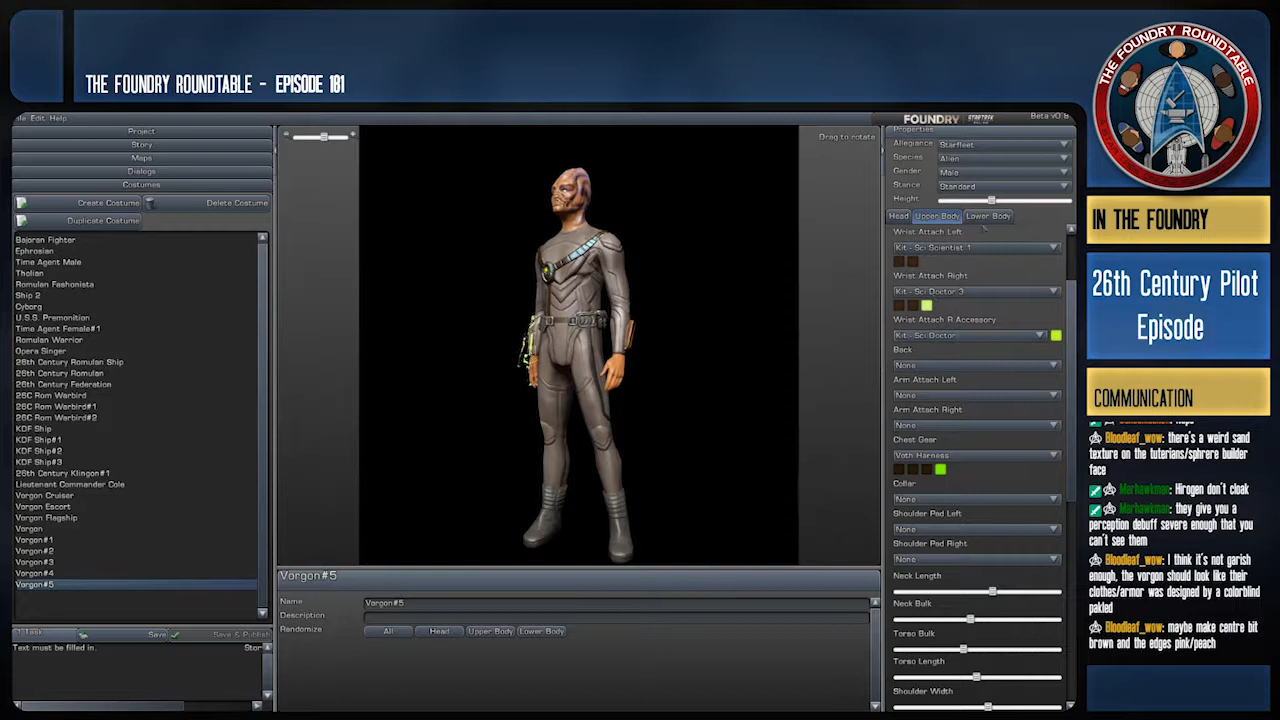 THE FOUNDRY ROUNDTABLE - EPISODE 181
THE FOUNDRY ROUNDTABLE
Edit Help
FOUNDRY STAR TREK
Beta v0.8
Project
Story
Maps
Dialogs
Costumes
Create Costume
Delete Costume
Duplicate Costume
Bajoran Fighter
Ephrosian
Time Agent Male
Tholian
Romulan Fashionista
Ship 2
Cyborg
U.S.S. Premonition
Time Agent Female#1
Romulan Warrior
Opera Singer
26th Century Romulan Ship
26th Century Romulan
26th Century Federation
26C Rom Warbird
26C Rom Warbird#1
26C Rom Warbird#2
KDF Ship
KDF Ship#1
KDF Ship#2
KDF Ship#3
26th Century Klingon#1
Lieutenant Commander Cole
Vorgon Cruiser
Vorgon Escort
Vorgon Flagship
Vorgon
Vorgon#1
Vorgon#2
Vorgon#3
Vorgon#4
Vorgon#5
1 Task
Save
Save & Publish
Text must be filled in.
Stor
Drag to rotate
Vorgon#5
Name
Vorgon#5
Description
Randomize
All
Head
Upper Body
Lower Body
Properties
Allegiance
Starfleet
Species
Alien
Gender
Male
Stance
Standard
Height
Head
Upper Body
Lower Body
Wrist Attach Left
Kit - Sci Scientist 1
Wrist Attach Right
Kit - Sci Doctor 3
Wrist Attach R Accessory
Kit - Sci Doctor
Back
None
Arm Attach Left
None
Arm Attach Right
None
Chest Gear
Voth Harness
Collar
None
Shoulder Pad Left
None
Shoulder Pad Right
None
Neck Length
Neck Bulk
Torso Bulk
Torso Length
Shoulder Width
IN THE FOUNDRY
26th Century Pilot
Episode
COMMUNICATION
Bloodleaf_wow: there's a weird sand
texture on the tuterians/sphrere builder
face
Marhawkman: Hirogen don't cloak
Marhawkman: they give you a
perception debuff severe enough that you
can't see them
Bloodleaf_wow: I think it's not garish
enough, the vorgon should look like their
clothes/armor was designed by a colorblind
pakled
Bloodleaf_wow: maybe make centre bit
brown and the edges pink/peach